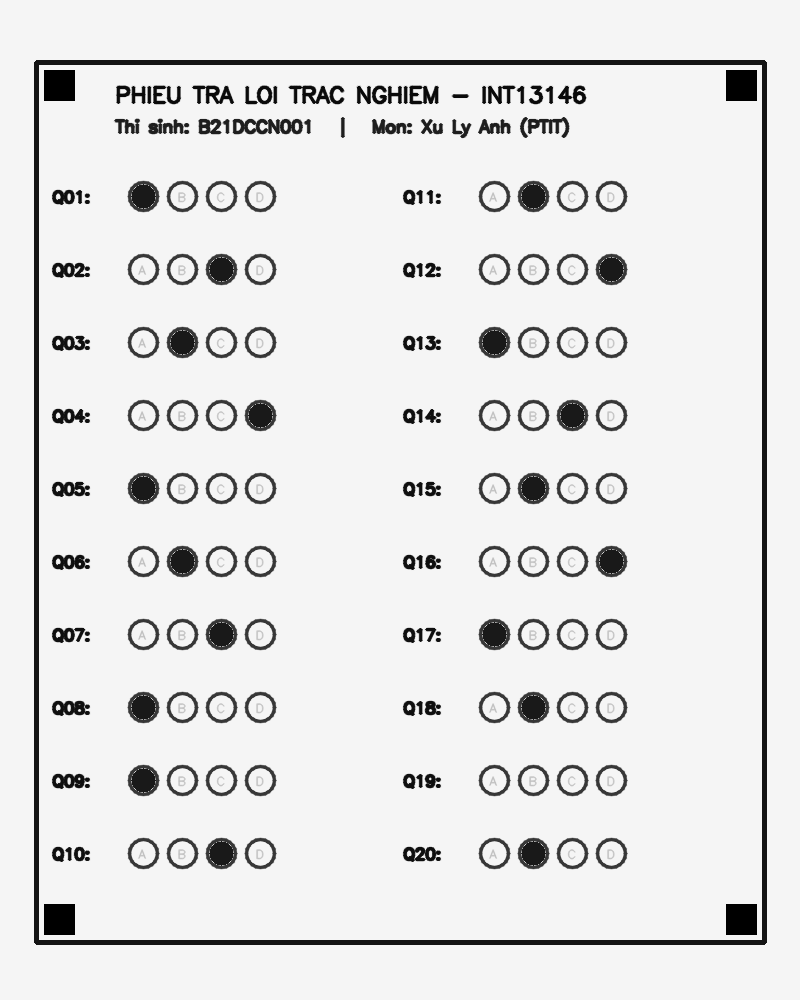 PHIEU TRA LOI TRAC NGHIEM - INT13146
Thi sinh: B21DCCN001 | Mon: Xu Ly Anh (PTIT)
Q01: B C D
Q02: A B D
Q03: A C D
Q04: A B C
Q05: B C D
Q06: A C D
Q07: A B D
Q08: B C D
Q09: B C D
Q10: A B D
Q11: A C D
Q12: A B C
Q13: B C D
Q14: A B D
Q15: A C D
Q16: A B C
Q17: B C D
Q18: A C D
Q19: A B C D
Q20: A C D